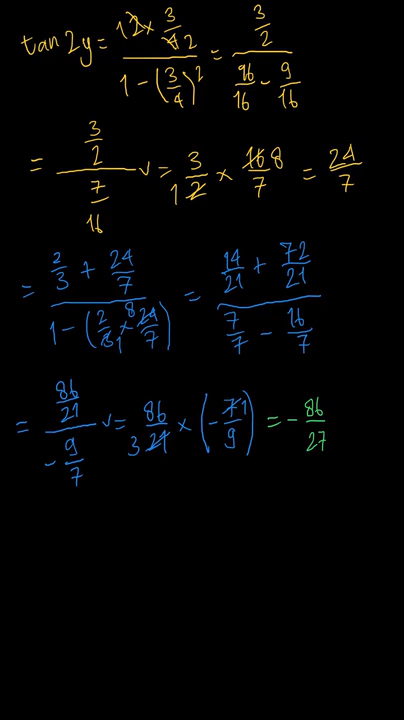 tan 2y = (2 × 3/4) / (1 - (3/4)²) = (3/2) / (16/16 - 9/16)
= (3/2) / (7/16) = 3/2 × 16/7 = 24/7
= (2/3 + 24/7) / (1 - (2/3 × 24/7)) = (14/21 + 72/21) / (7/7 - 16/7)
= (86/21) / (-9/7) = 86/21 × (-7/9) = -86/27